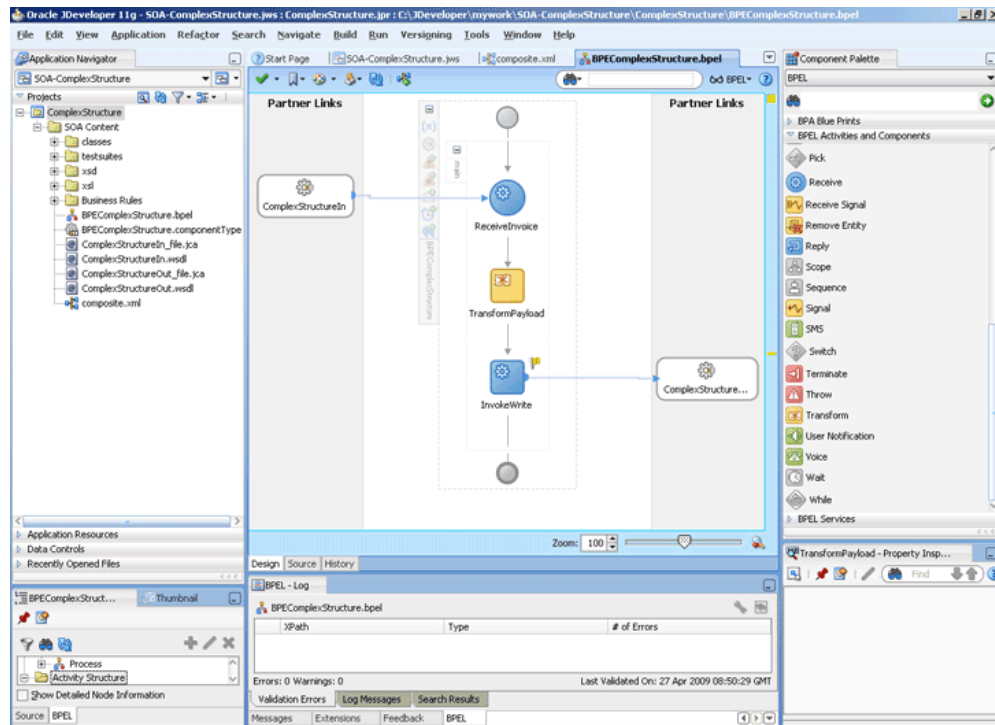 Oracle JDeveloper 11g - SOA-ComplexStructure.jws : ComplexStructure.jpr : C:\JDeveloper\mywork\SOA-ComplexStructure\ComplexStructure\BPEComplexStructure.bpel
File Edit View Application Refactor Search Navigate Build Run Versioning Tools Window Help
Application Navigator
SOA-ComplexStructure
Projects
ComplexStructure
SOA Content
classes
testsuites
xsd
xsl
Business Rules
BPEComplexStructure.bpel
BPEComplexStructure.componentType
ComplexStructureIn_file.jca
ComplexStructureIn.wsdl
ComplexStructureOut_file.jca
ComplexStructureOut.wsdl
composite.xml
Application Resources
Data Controls
Recently Opened Files
BPEComplexStruct... Thumbnail
Process
Activity Structure
Show Detailed Node Information
Source BPEL
Start Page SOA-ComplexStructure.jws composite.xml BPEComplexStructure.bpel
BPEL
Partner Links Partner Links
(x)
main
BPEComplexStructure
ComplexStructureIn
ReceiveInvoice
TransformPayload
InvokeWrite
ComplexStructure...
Zoom: 100
Design Source History
BPEL - Log
BPEComplexStructure.bpel
XPath Type # of Errors
Errors: 0 Warnings: 0 Last Validated On: 27 Apr 2009 08:50:29 GMT
Validation Errors Log Messages Search Results
Messages Extensions Feedback BPEL
Component Palette
BPEL
BPA Blue Prints
BPEL Activities and Components
Pick
Receive
Receive Signal
Remove Entity
Reply
Scope
Sequence
Signal
SMS
Switch
Terminate
Throw
Transform
User Notification
Voice
Wait
While
BPEL Services
TransformPayload - Property Insp...
Find